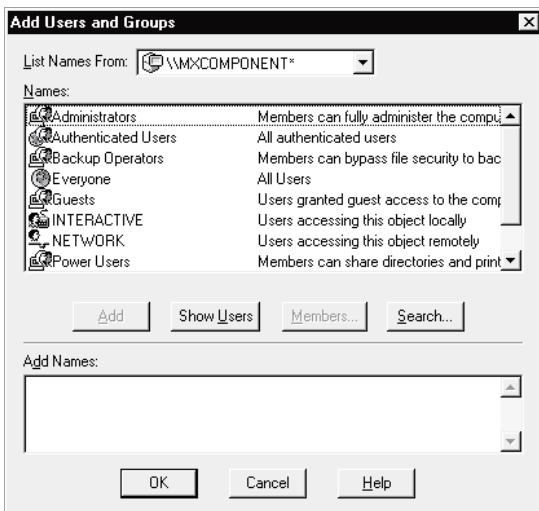 Add Users and Groups
List Names From: \\MXCOMPONENT*
Names:
Administrators Members can fully administer the compu
Authenticated Users All authenticated users
Backup Operators Members can bypass file security to bac
Everyone All Users
Guests Users granted guest access to the comp
INTERACTIVE Users accessing this object locally
NETWORK Users accessing this object remotely
Power Users Members can share directories and print
Add Show Users Members... Search...
Add Names:
OK Cancel Help